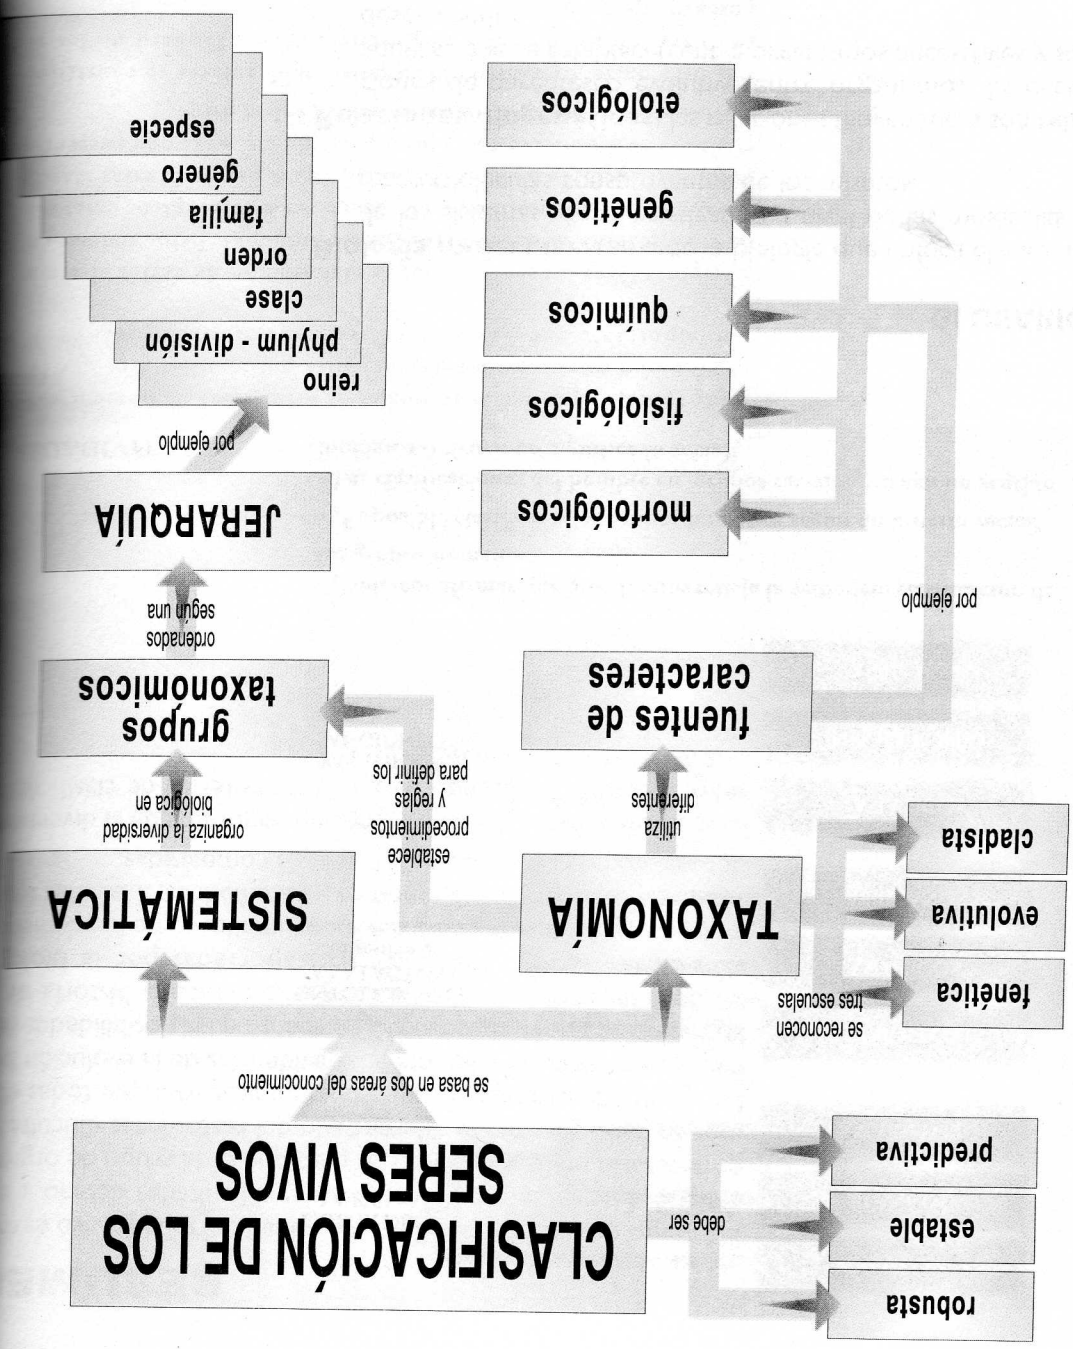 CLASIFICACIÓN DE LOS
SERES VIVOS
debe ser
robusta
estable
predictiva
se basa en dos áreas del conocimiento
TAXONOMÍA
se reconocen
tres escuelas
fenética
evolutiva
cladista
SISTEMÁTICA
utiliza
diferentes
establece
procedimientos
y reglas
para definir los
organiza la diversidad
biológica en
fuentes de
caracteres
grupos
taxonómicos
por ejemplo
ordenados
según una
morfológicos
fisiológicos
químicos
genéticos
etológicos
JERARQUÍA
por ejemplo
reino
phylum - división
clase
orden
familia
género
especie